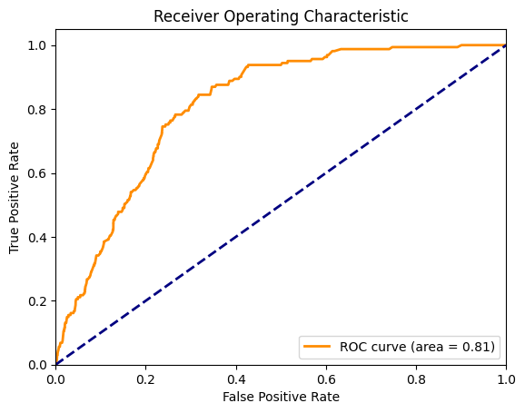 Receiver Operating Characteristic
True Positive Rate
1.0
0.8
0.6
0.4
0.2
0.0
0.0 0.2 0.4 0.6 0.8 1.0
False Positive Rate
ROC curve (area = 0.81)